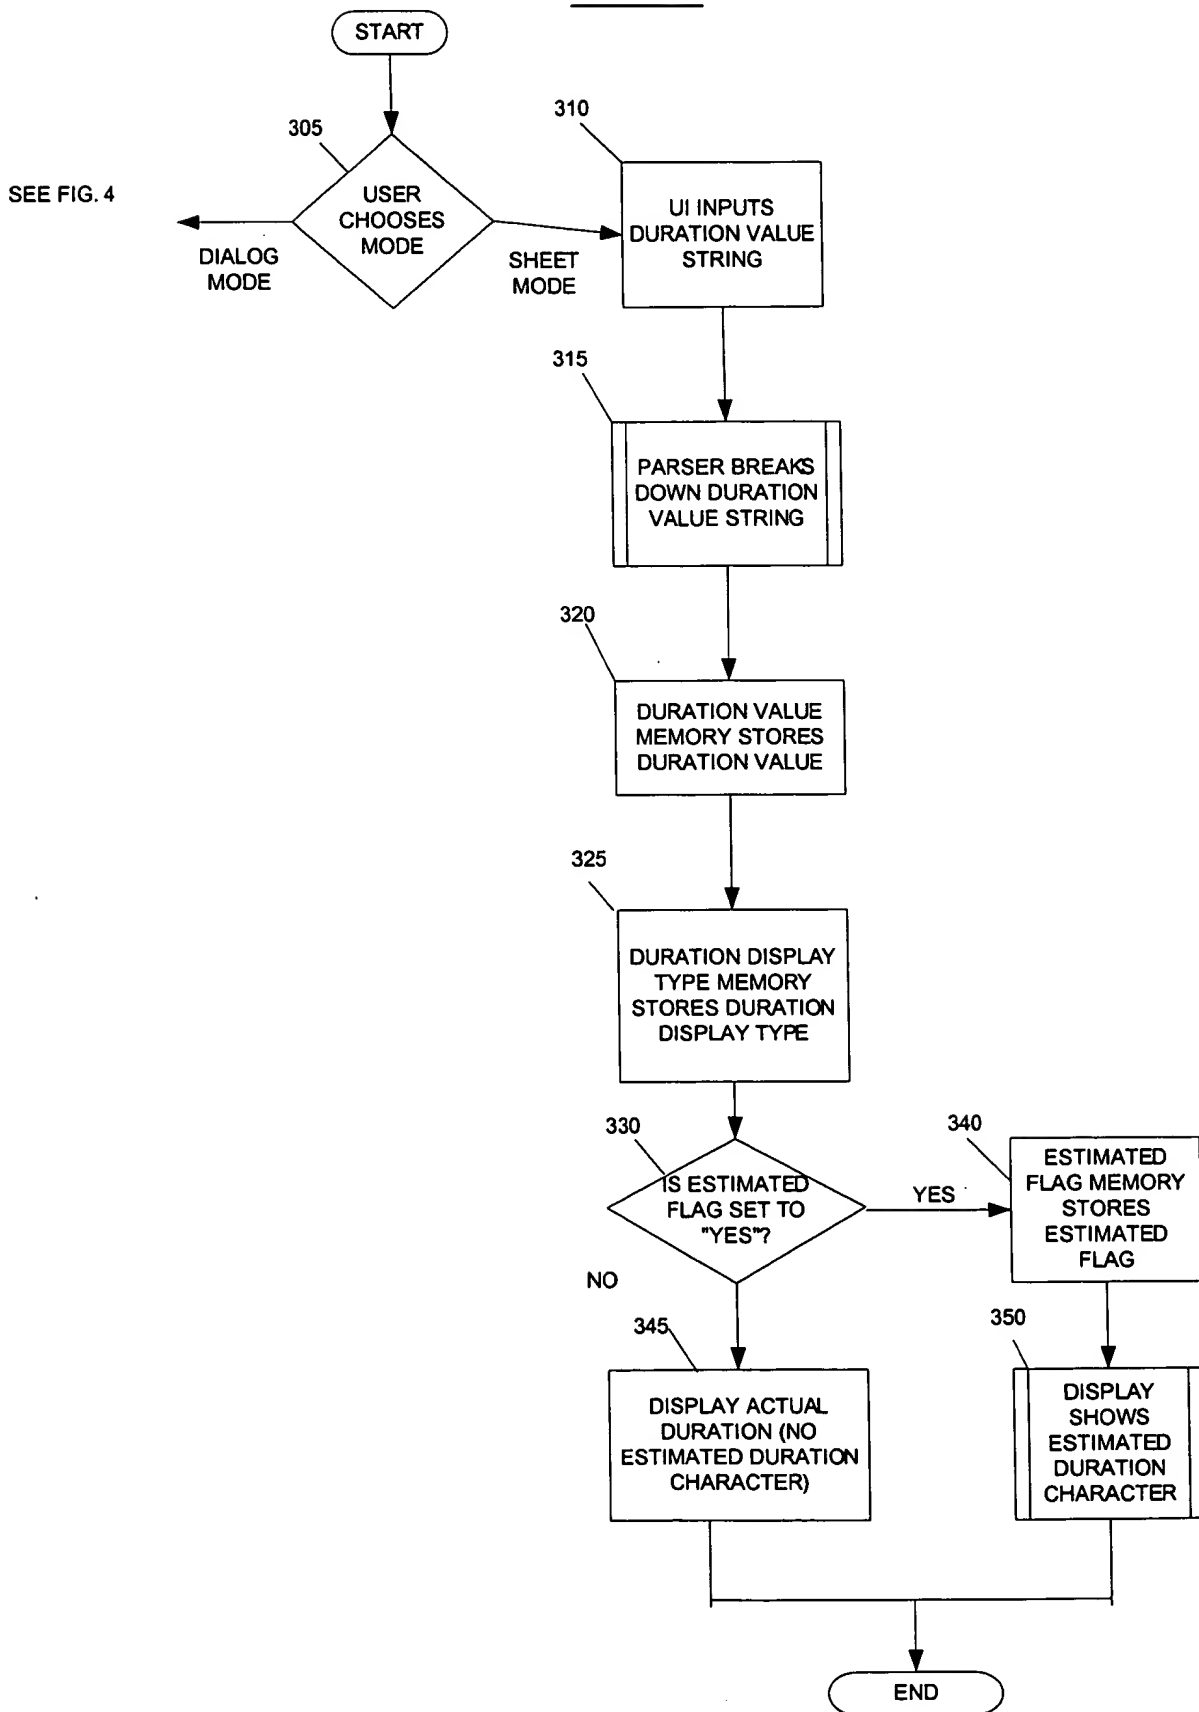 START
305
USER
CHOOSES
MODE
SEE FIG. 4
DIALOG
MODE
SHEET
MODE
310
UI INPUTS
DURATION VALUE
STRING
315
PARSER BREAKS
DOWN DURATION
VALUE STRING
320
DURATION VALUE
MEMORY STORES
DURATION VALUE
325
DURATION DISPLAY
TYPE MEMORY
STORES DURATION
DISPLAY TYPE
330
IS ESTIMATED
FLAG SET TO
"YES"?
YES
NO
340
ESTIMATED
FLAG MEMORY
STORES
ESTIMATED
FLAG
345
DISPLAY ACTUAL
DURATION (NO
ESTIMATED DURATION
CHARACTER)
350
DISPLAY
SHOWS
ESTIMATED
DURATION
CHARACTER
END